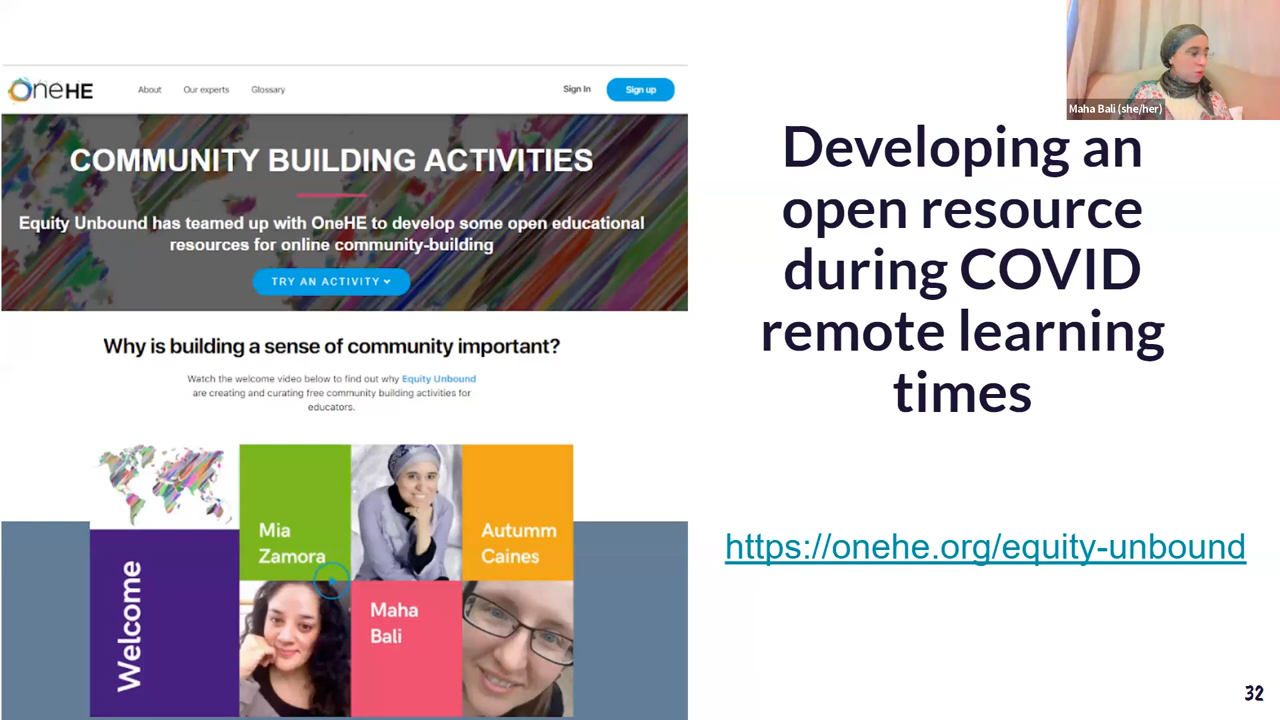 OneHE
About
Our experts
Glossary
Sign In
Sign up
COMMUNITY BUILDING ACTIVITIES
Equity Unbound has teamed up with OneHE to develop some open educational
resources for online community-building
TRY AN ACTIVITY
Why is building a sense of community important?
Watch the welcome video below to find out why Equity Unbound
are creating and curating free community building activities for
educators.
Welcome
Mia
Zamora
Autumm
Caines
Maha
Bali
Maha Bali (she/her)
Developing an
open resource
during COVID
remote learning
times
https://onehe.org/equity-unbound
32